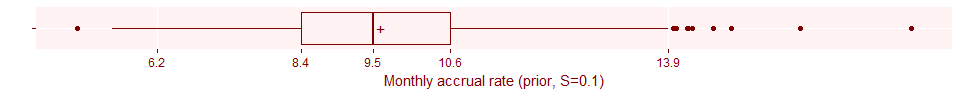 6.2 8.4 9.5 10.6 13.9
Monthly accrual rate (prior, S=0.1)